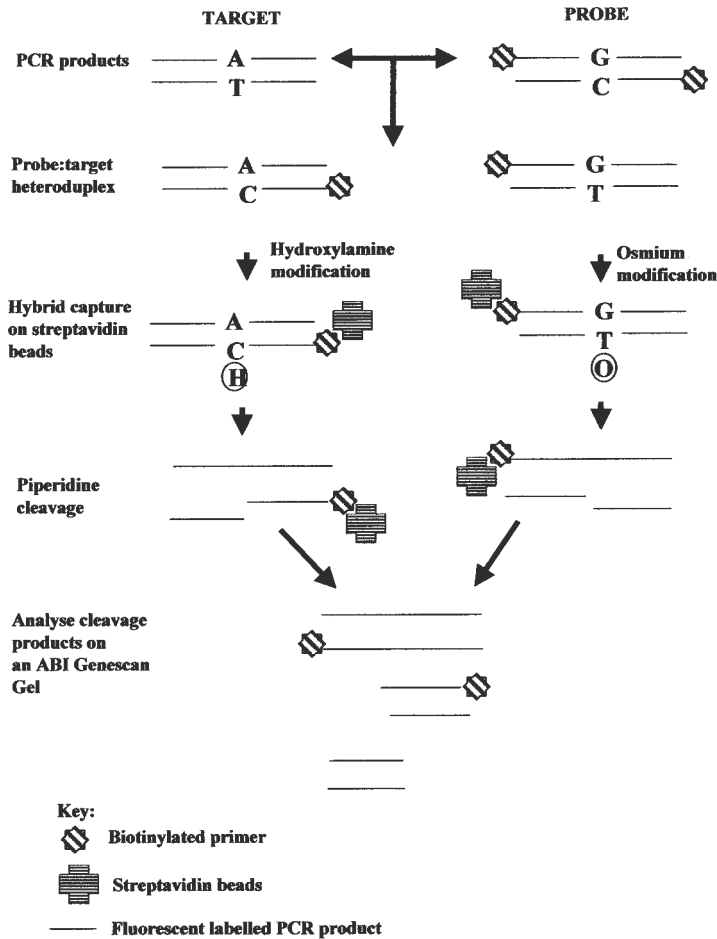 TARGET
PROBE
PCR products
A
T
G
C
Probe:target
heteroduplex
A
C
G
T
Hydroxylamine
modification
Osmium
modification
Hybrid capture
on streptavidin
beads
A
C
H
G
T
O
Piperidine
cleavage
Analyse cleavage
products on
an ABI Genescan
Gel
Key:
Biotinylated primer
Streptavidin beads
Fluorescent labelled PCR product